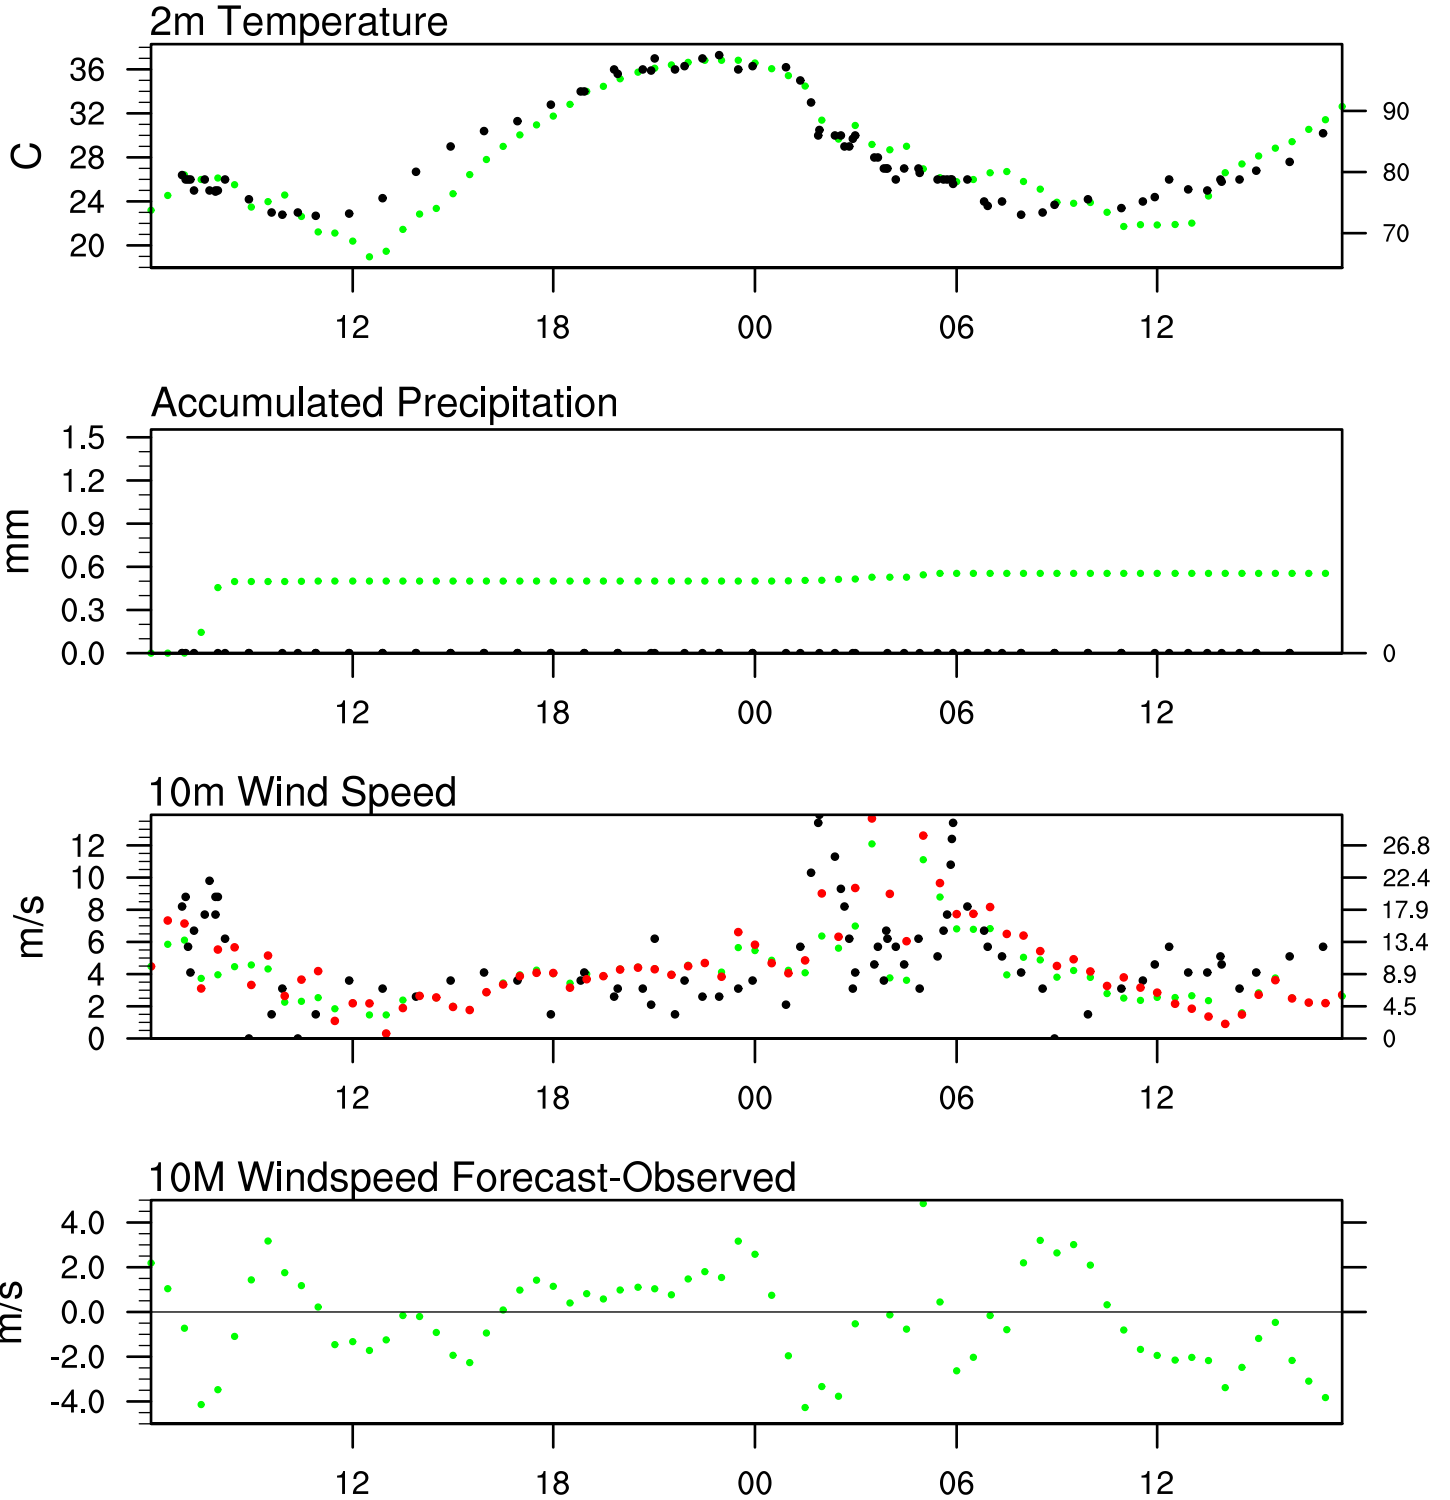 2m Temperature
36
32
28
24
20
C
90
80
70
12 18 00 06 12
Accumulated Precipitation
1.5
1.2
0.9
0.6
0.3
0.0
mm
0
12 18 00 06 12
10m Wind Speed
12
10
8
6
4
2
0
m/s
26.8
22.4
17.9
13.4
8.9
4.5
0
12 18 00 06 12
10M Windspeed Forecast-Observed
4.0
2.0
0.0
-2.0
-4.0
m/s
12 18 00 06 12